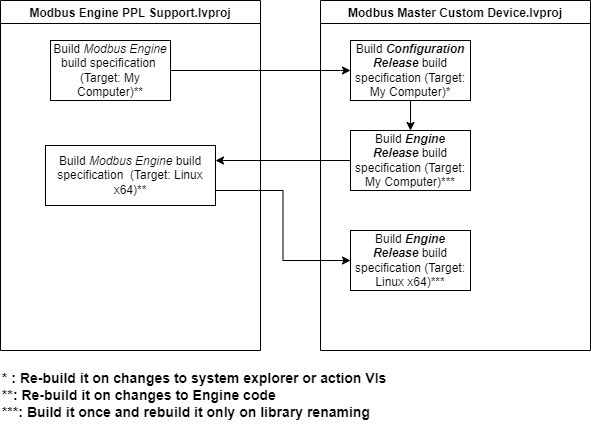 Modbus Engine PPL Support.lvproj
Modbus Master Custom Device.lvproj
Build Modbus Engine
build specification
(Target: My
Computer)**
Build Configuration
Release build
specification (Target:
My Computer)*
Build Engine
Release build
specification (Target:
My Computer)***
Build Modbus Engine build
specification  (Target: Linux
x64)**
Build Engine
Release build
specification (Target:
Linux x64)***
* : Re-build it on changes to system explorer or action VIs
**: Re-build it on changes to Engine code
***: Build it once and rebuild it only on library renaming